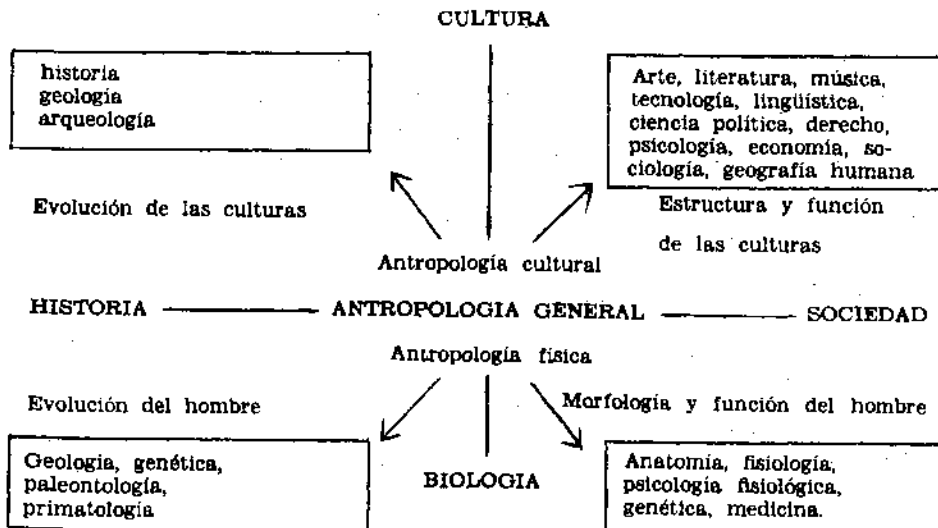 CULTURA
historia
geología
arqueología
Arte, literatura, música,
tecnología, lingüística,
ciencia política, derecho,
psicología, economía, so-
ciología, geografía humana
Evolución de las culturas
Estructura y función
de las culturas
Antropología cultural
HISTORIA ANTROPOLOGIA GENERAL SOCIEDAD
Antropología física
Evolución del hombre
Morfología y función del hombre
Geología, genética,
paleontología,
primatología
BIOLOGIA
Anatomía, fisiología,
psicología fisiológica,
genética, medicina.